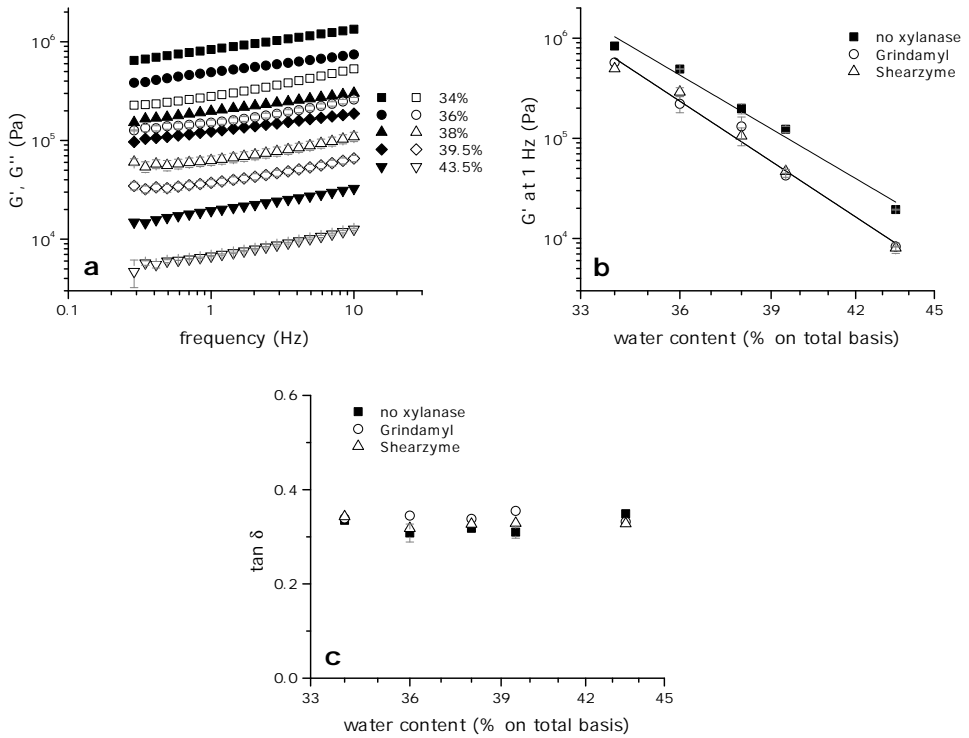 10⁶
10⁵
10⁴
G', G'' (Pa)
a
34%
36%
38%
39.5%
43.5%
0.1
1
10
frequency (Hz)
10⁶
10⁵
10⁴
G' at 1 Hz (Pa)
b
no xylanase
Grindamyl
Shearzyme
33
36
39
42
45
water content (% on total basis)
0.6
0.4
0.2
0.0
tan δ
c
no xylanase
Grindamyl
Shearzyme
33
36
39
42
45
water content (% on total basis)